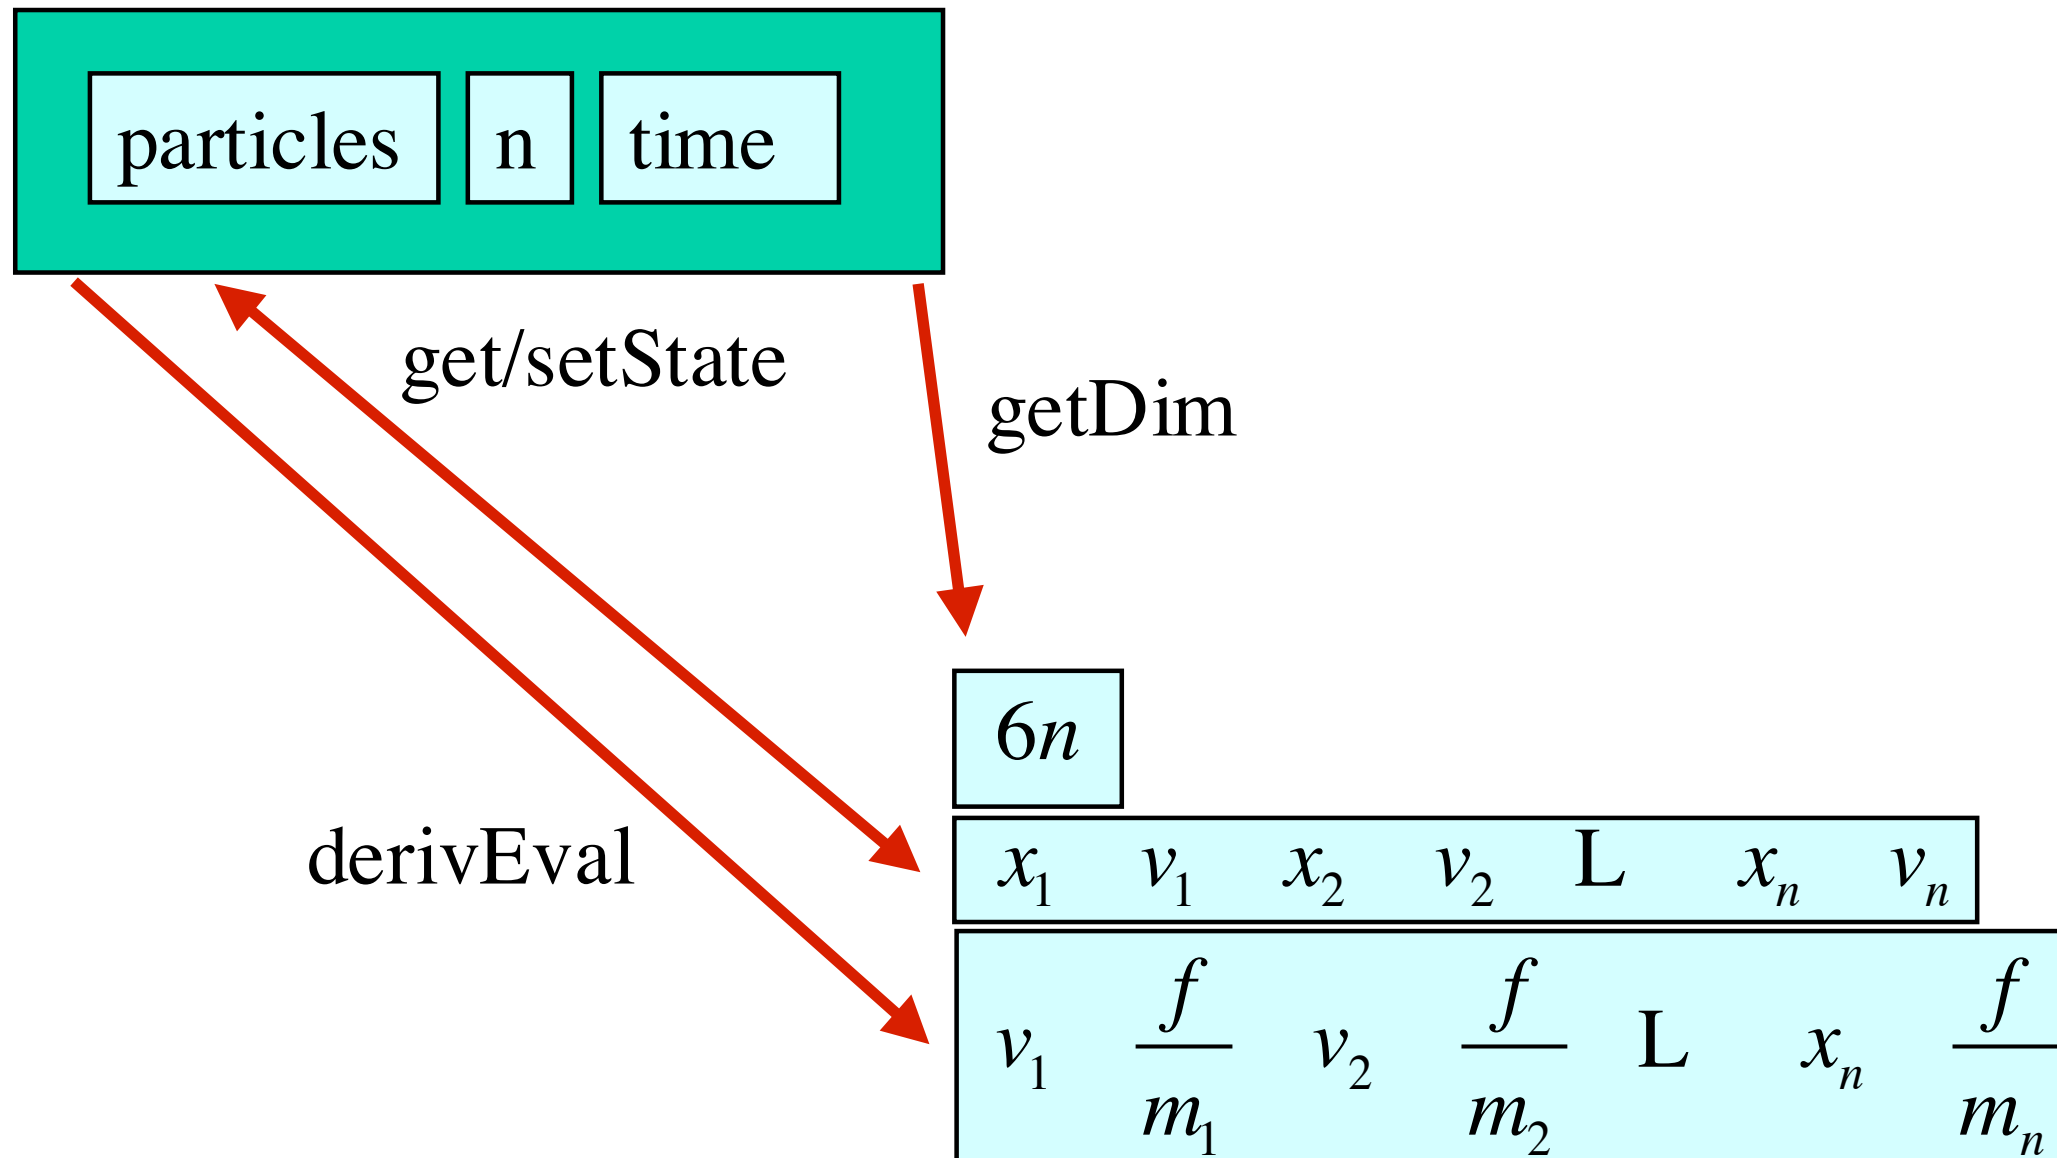 particles n time
get/setState
getDim
6n
derivEval
x₁ v₁ x₂ v₂ L xₙ vₙ
v₁ f/m₁ v₂ f/m₂ L xₙ f/mₙ